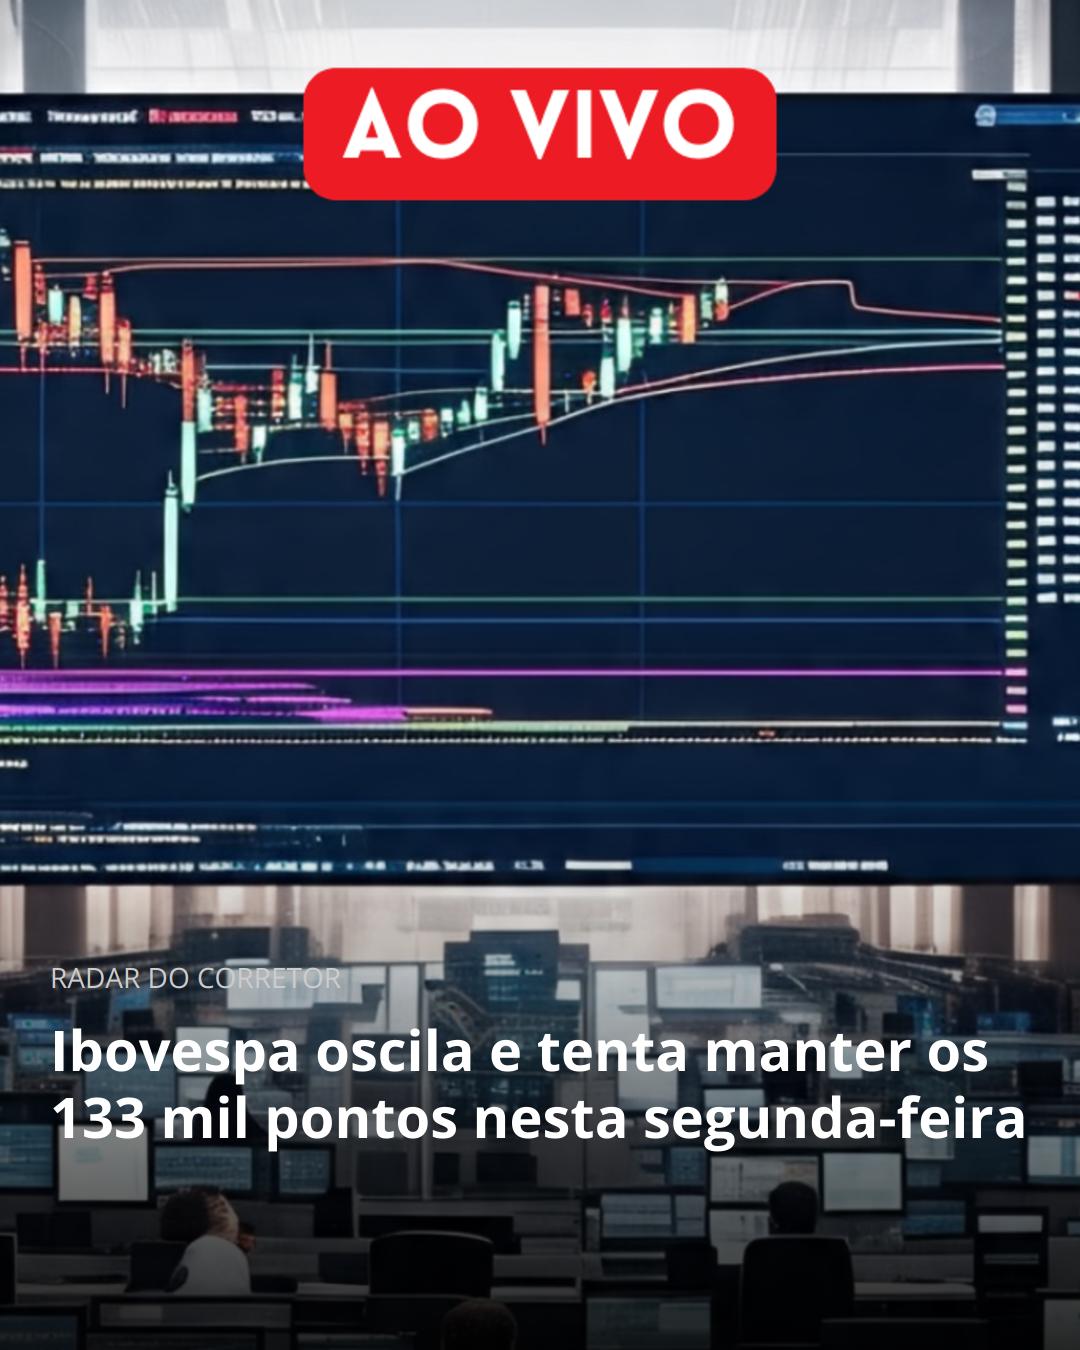 AO VIVO
RADAR DO CORRETOR
Ibovespa oscila e tenta manter os
133 mil pontos nesta segunda-feira